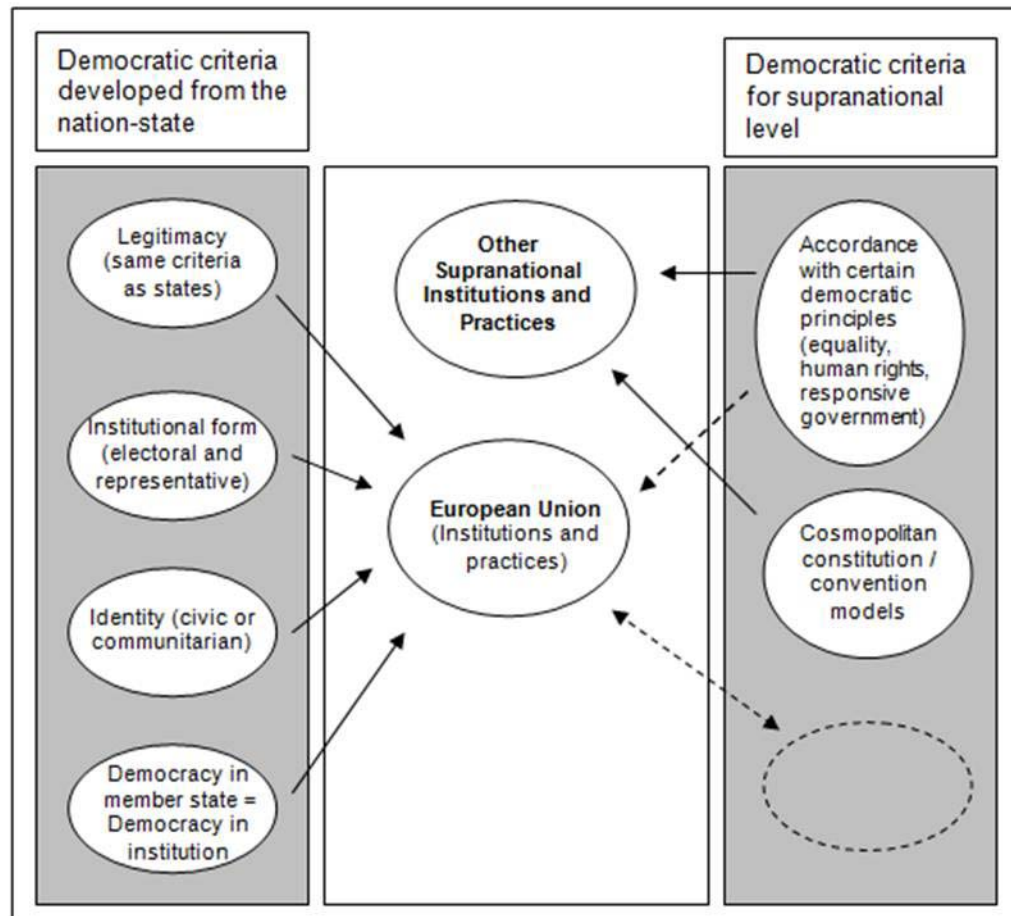 Democratic criteria
developed from the
nation-state
Democratic criteria
for supranational
level
Legitimacy
(same criteria
as states)
Institutional form
(electoral and
representative)
Identity (civic or
communitarian)
Democracy in
member state =
Democracy in
institution
Other
Supranational
Institutions and
Practices
European Union
(Institutions and
practices)
Accordance
with certain
democratic
principles
(equality,
human rights,
responsive
government)
Cosmopolitan
constitution /
convention
models